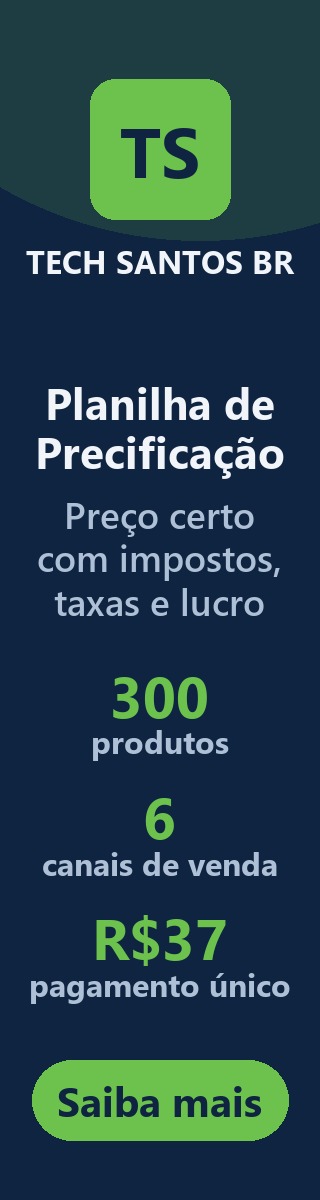 TS
TECH SANTOS BR
Planilha de
Precificação
Preço certo
com impostos,
taxas e lucro
300
produtos
6
canais de venda
R$37
pagamento único
Saiba mais